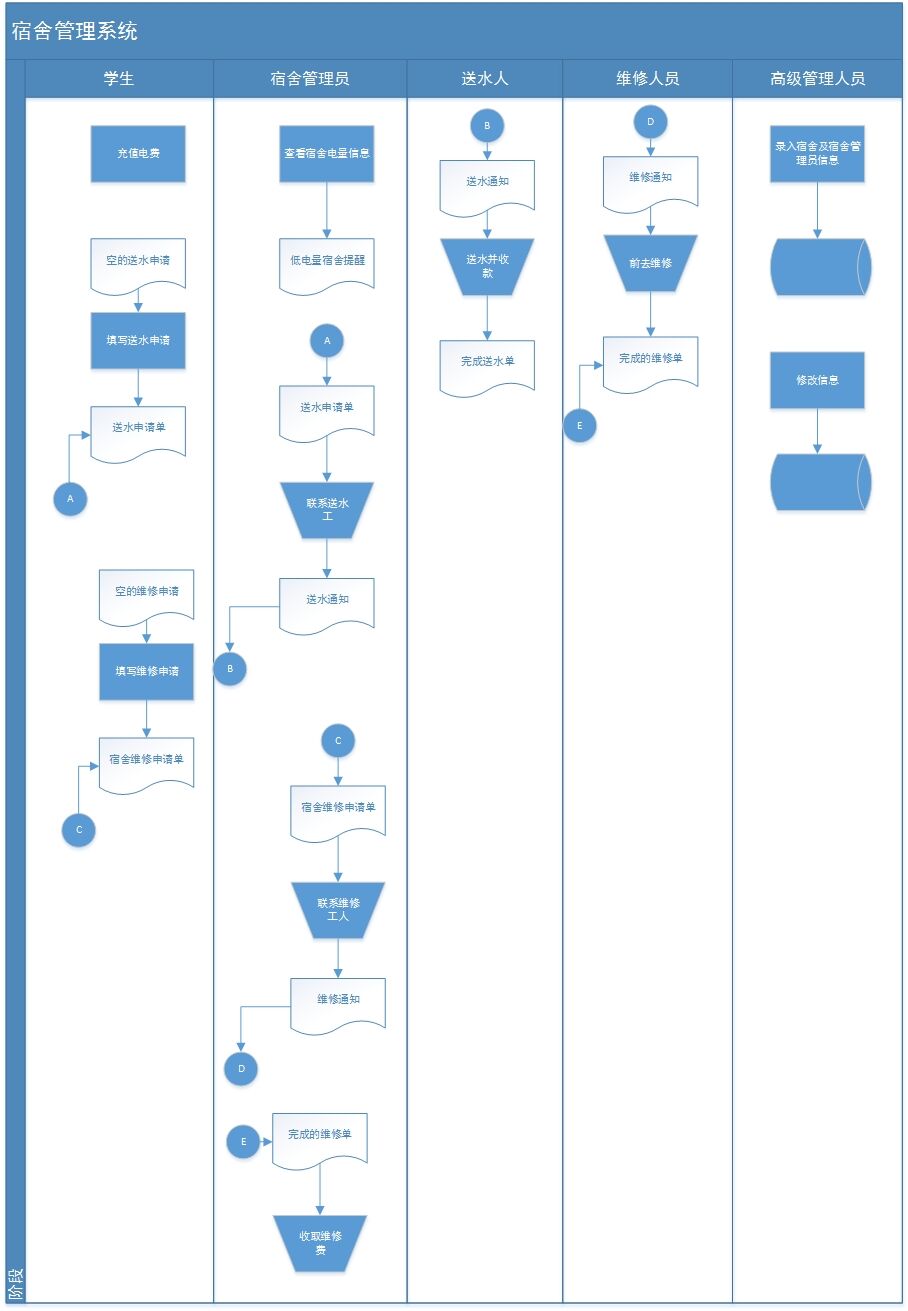 宿舍管理系统
学生
宿舍管理员
送水人
维修人员
高级管理人员
充值电费
空的送水申请
填写送水申请
送水申请单
A
空的维修申请
填写维修申请
宿舍维修申请单
C
查看宿舍电量信息
低电量宿舍提醒
A
送水申请单
联系送水
工
送水通知
B
C
宿舍维修申请单
联系维修
工人
维修通知
D
E
完成的维修单
收取维修
费
B
送水通知
送水并收
款
完成送水单
D
维修通知
前去维修
完成的维修单
E
录入宿舍及宿舍管
理员信息
修改信息
阶段